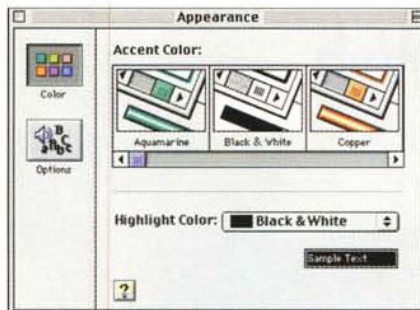 Appearance
Accent Color:
Color
Aquamarine
Black & White
Copper
Options
Highlight Color:
Black & White
Sample Text
?